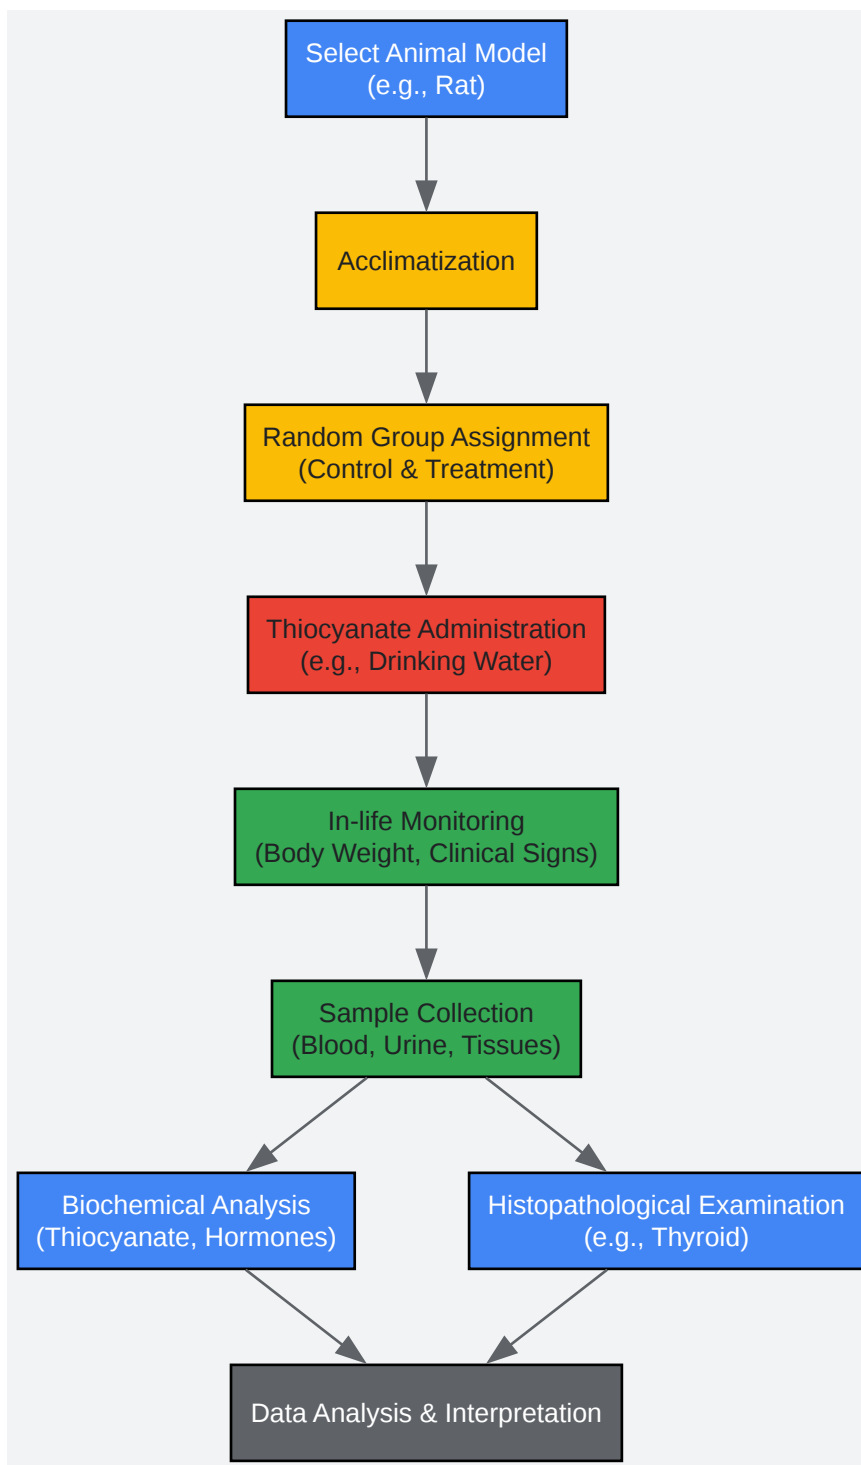 Select Animal Model
(e.g., Rat)
Acclimatization
Random Group Assignment
(Control & Treatment)
Thiocyanate Administration
(e.g., Drinking Water)
In-life Monitoring
(Body Weight, Clinical Signs)
Sample Collection
(Blood, Urine, Tissues)
Biochemical Analysis
(Thiocyanate, Hormones)
Histopathological Examination
(e.g., Thyroid)
Data Analysis & Interpretation